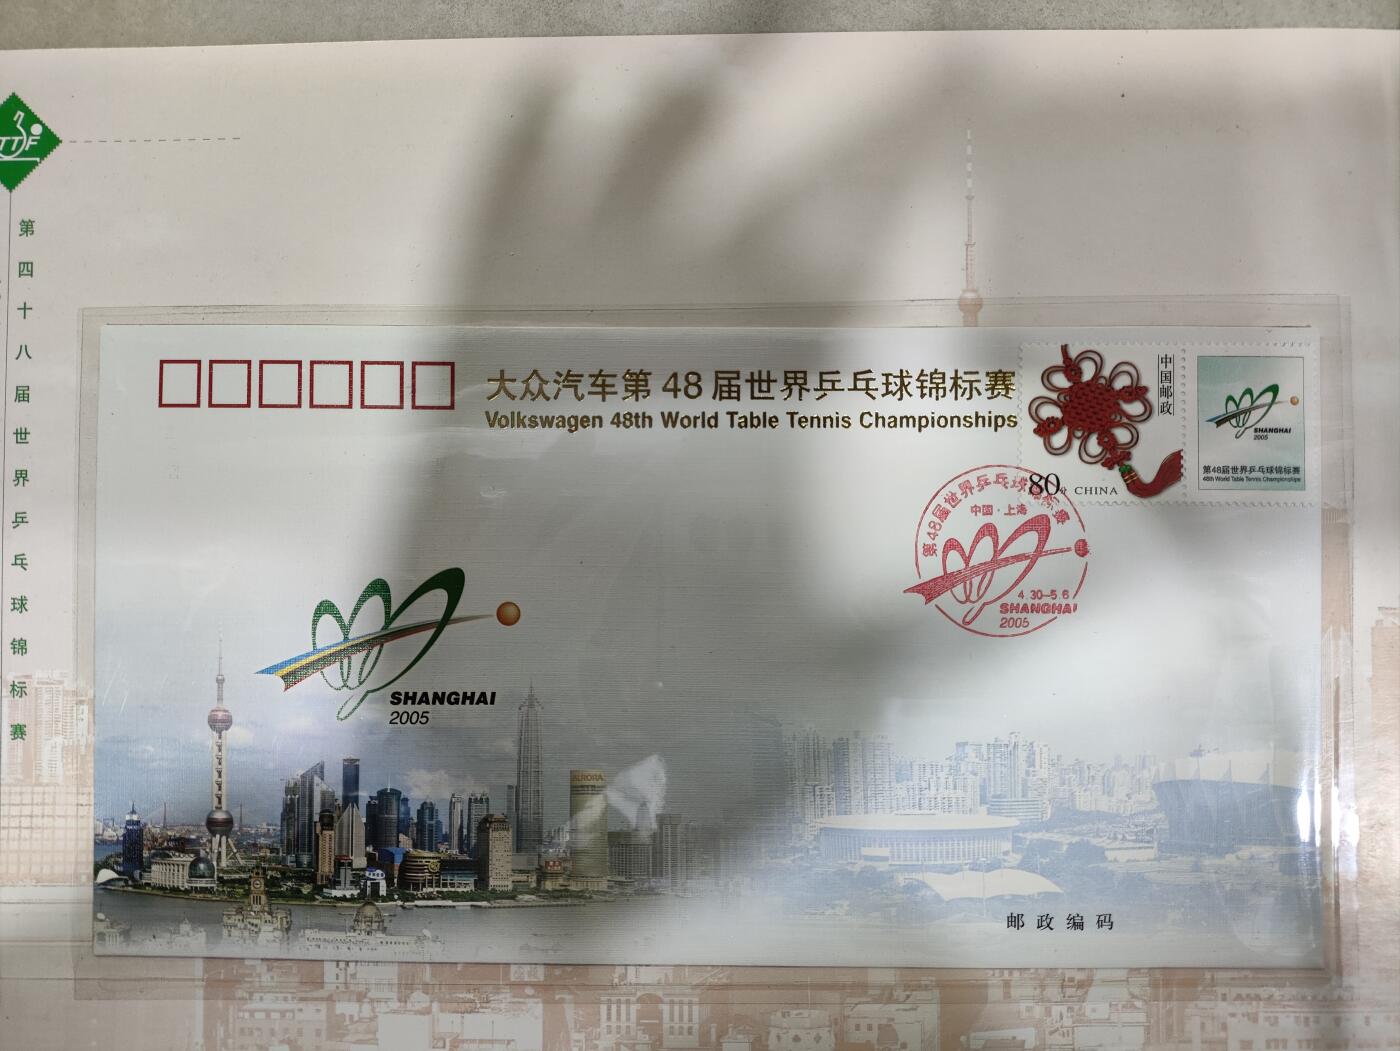 TTF
第四十八届世界乒乓球锦标赛
大众汽车第48届世界乒乓球锦标赛
Volkswagen 48th World Table Tennis Championships
中国邮政
80分 CHINA
SHANGHAI
2005
第48届世界乒乓球锦标赛
48th World Table Tennis Championships
第48届世界乒乓球锦标赛
中国·上海
4.30—5.6
SHANGHAI
2005
SHANGHAI
2005
AURORA
邮政编码